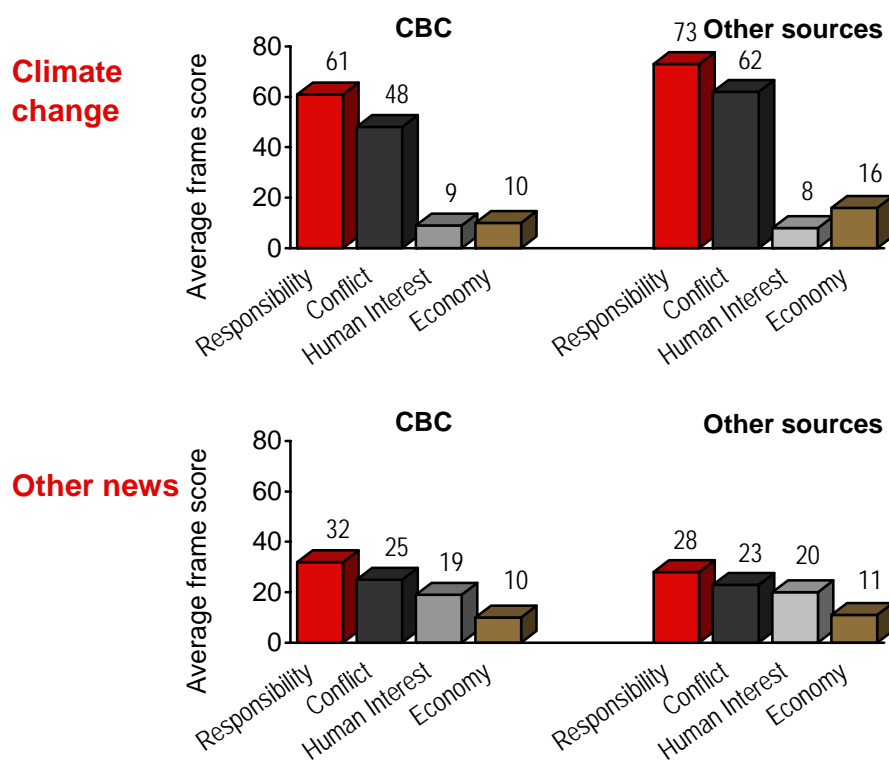 CBC
Other sources
Climate
change
Average frame score
80
60
40
20
0
61
48
9
10
73
62
8
16
Responsibility
Conflict
Human Interest
Economy
Responsibility
Conflict
Human Interest
Economy
CBC
Other sources
Other news
Average frame score
80
60
40
20
0
32
25
19
10
28
23
20
11
Responsibility
Conflict
Human Interest
Economy
Responsibility
Conflict
Human Interest
Economy